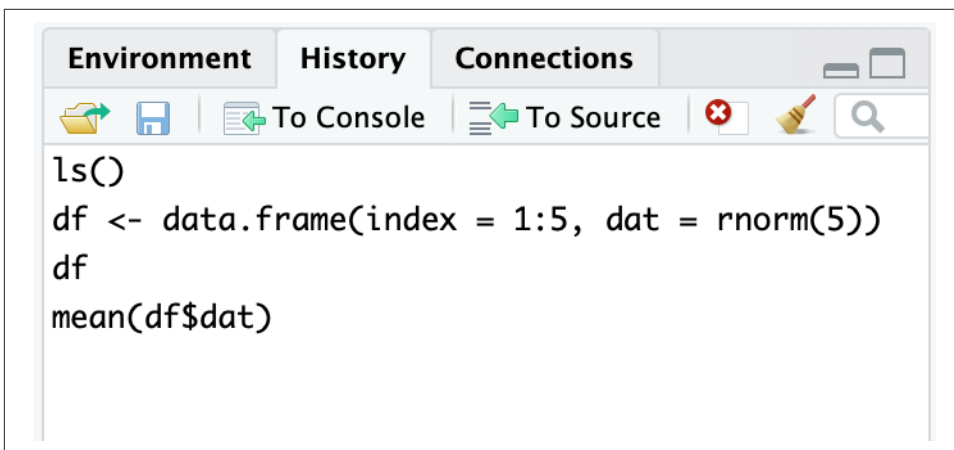 Environment History Connections
To Console To Source
ls()
df <- data.frame(index = 1:5, dat = rnorm(5))
df
mean(df$dat)